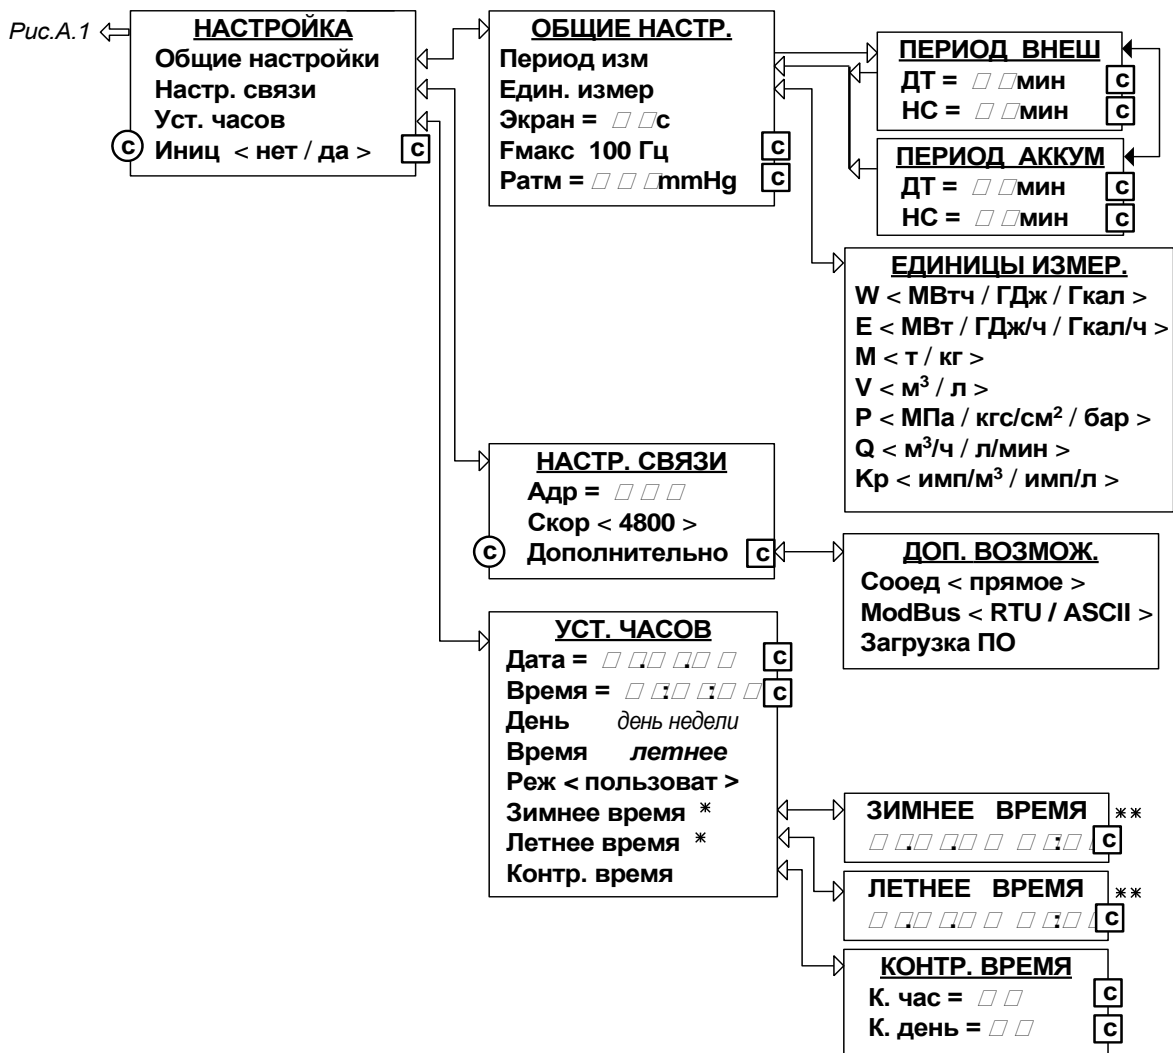 Рис.А.1
НАСТРОЙКА
Общие настройки
Настр. связи
Уст. часов
с Иниц < нет / да > с
ОБЩИЕ НАСТР.
Период изм
Един. измер
Экран = □ □с
Fмакс 100 Гц с
Pатм = □ □ □mmHg с
ПЕРИОД ВНЕШ
ДТ = □ □мин с
НС = □ □мин с
ПЕРИОД АККУМ
ДТ = □ □мин с
НС = □ □мин с
ЕДИНИЦЫ ИЗМЕР.
W < МВтч / ГДж / Гкал >
E < МВт / ГДж/ч / Гкал/ч >
M < т / кг >
V < м³ / л >
P < МПа / кгс/см² / бар >
Q < м³/ч / л/мин >
Kp < имп/м³ / имп/л >
НАСТР. СВЯЗИ
Адр = □ □ □
Скор < 4800 >
с Дополнительно с
ДОП. ВОЗМОЖ.
Сооед < прямое >
ModBus < RTU / ASCII >
Загрузка ПО
УСТ. ЧАСОВ
Дата = □ □.□ □.□ □ с
Время = □ □:□ □:□ □ с
День день недели
Время летнее
Реж < пользоват >
Зимнее время *
Летнее время *
Контр. время
ЗИМНЕЕ ВРЕМЯ **
□ □.□ □.□ □ □ □:□ □ с
ЛЕТНЕЕ ВРЕМЯ **
□ □.□ □.□ □ □ □:□ □ с
КОНТР. ВРЕМЯ
К. час = □ □ с
К. день = □ □ с